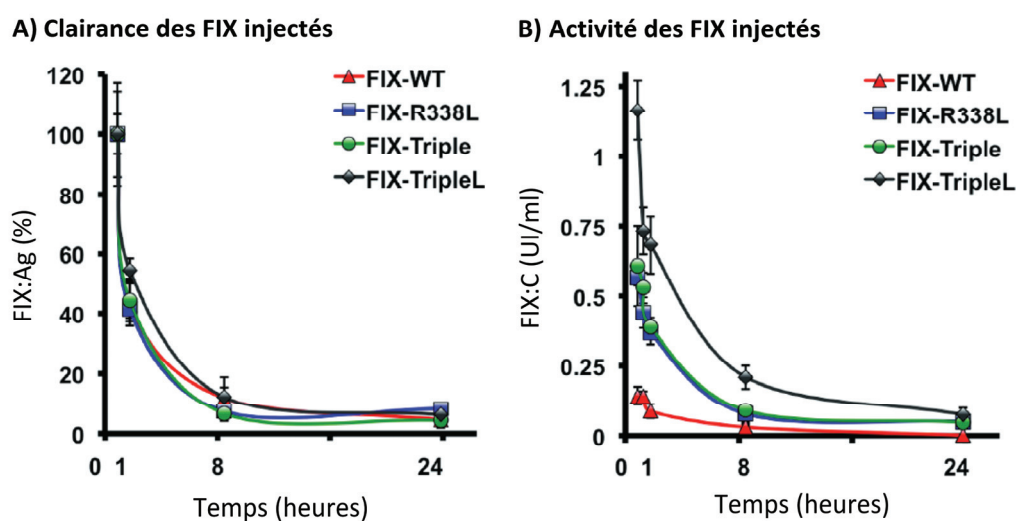 A) Clairance des FIX injectés
FIX:Ag (%)
120
100
80
60
40
20
0
0 1 8 24
Temps (heures)
FIX-WT
FIX-R338L
FIX-Triple
FIX-TripleL
B) Activité des FIX injectés
FIX:C (UI/ml)
1.25
1
0.75
0.5
0.25
0
0 1 8 24
Temps (heures)
FIX-WT
FIX-R338L
FIX-Triple
FIX-TripleL